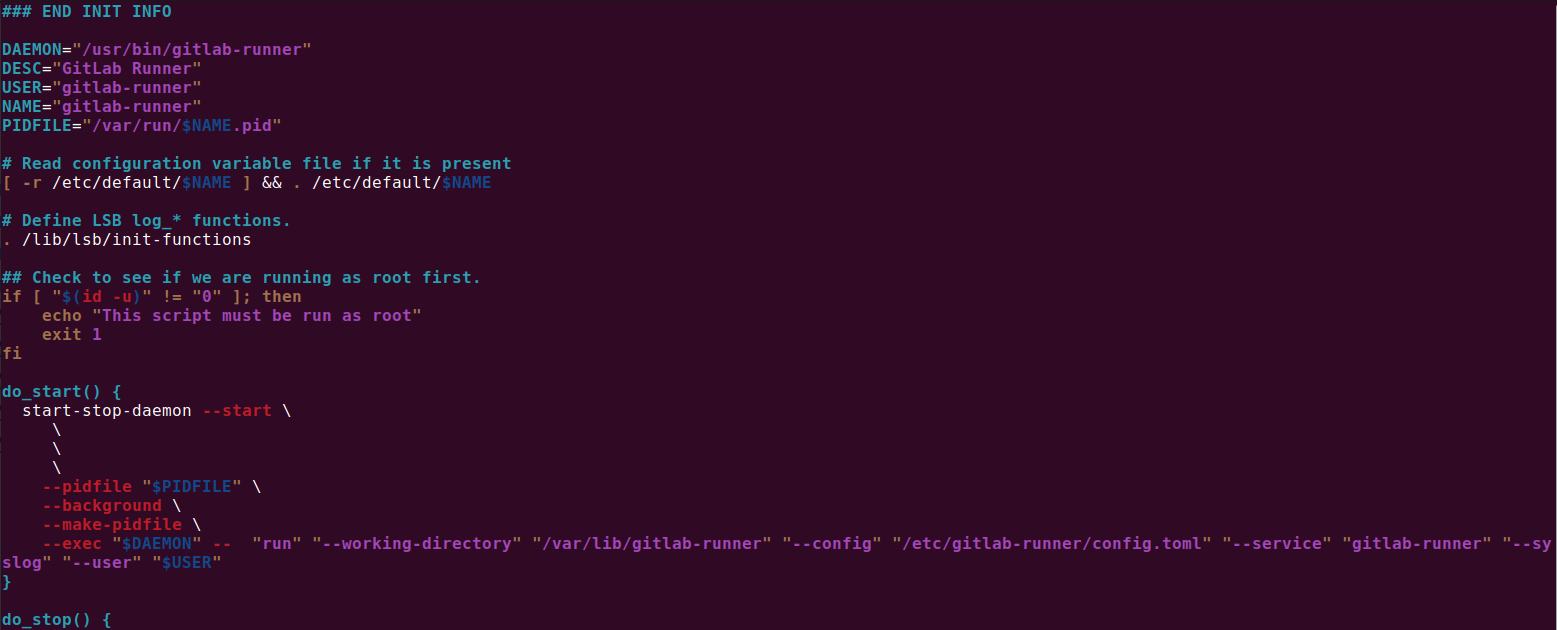 ### END INIT INFO

DAEMON="/usr/bin/gitlab-runner"
DESC="GitLab Runner"
USER="gitlab-runner"
NAME="gitlab-runner"
PIDFILE="/var/run/$NAME.pid"

# Read configuration variable file if it is present
[ -r /etc/default/$NAME ] && . /etc/default/$NAME

# Define LSB log_* functions.
. /lib/lsb/init-functions

## Check to see if we are running as root first.
if [ "$(id -u)" != "0" ]; then
    echo "This script must be run as root"
    exit 1
fi

do_start() {
  start-stop-daemon --start \
     \
     \
     \
    --pidfile "$PIDFILE" \
    --background \
    --make-pidfile \
    --exec "$DAEMON" --  "run" "--working-directory" "/var/lib/gitlab-runner" "--config" "/etc/gitlab-runner/config.toml" "--service" "gitlab-runner" "--sy
slog" "--user" "$USER"
}

do_stop() {